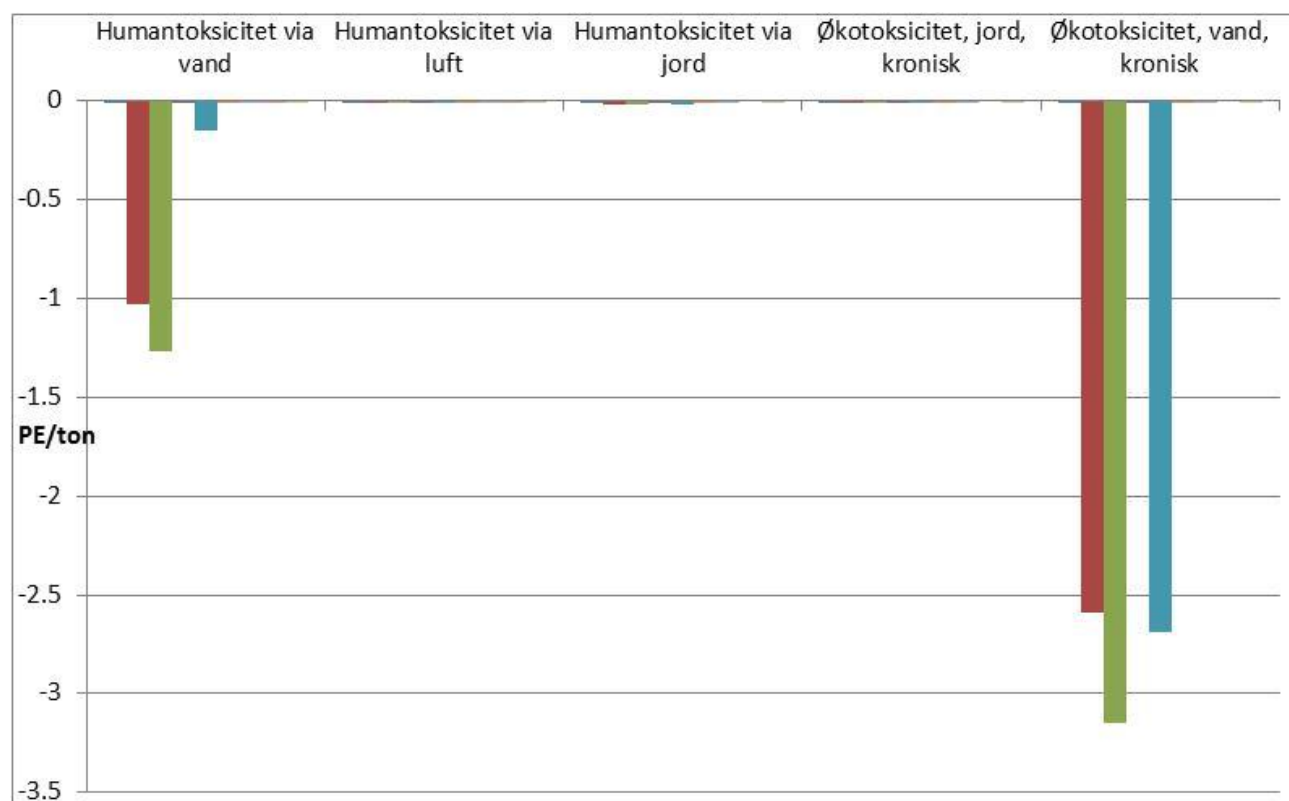 Humantoksicitet via
vand
Humantoksicitet via
luft
Humantoksicitet via
jord
Økotoksicitet, jord,
kronisk
Økotoksicitet, vand,
kronisk
0
-0.5
-1
-1.5
PE/ton
-2
-2.5
-3
-3.5